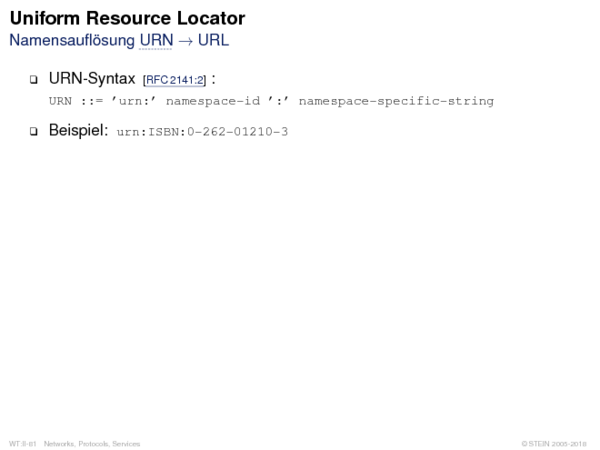 Uniform Resource Locator
Namensauflösung URN → URL
❑ URN-Syntax [RFC 2141:2] :
URN ::= ’urn:’ namespace-id ’:’ namespace-specific-string
❑ Beispiel: urn:ISBN:0-262-01210-3
WT:II-61 Networks, Protocols, Services
© STEIN 2005-2018